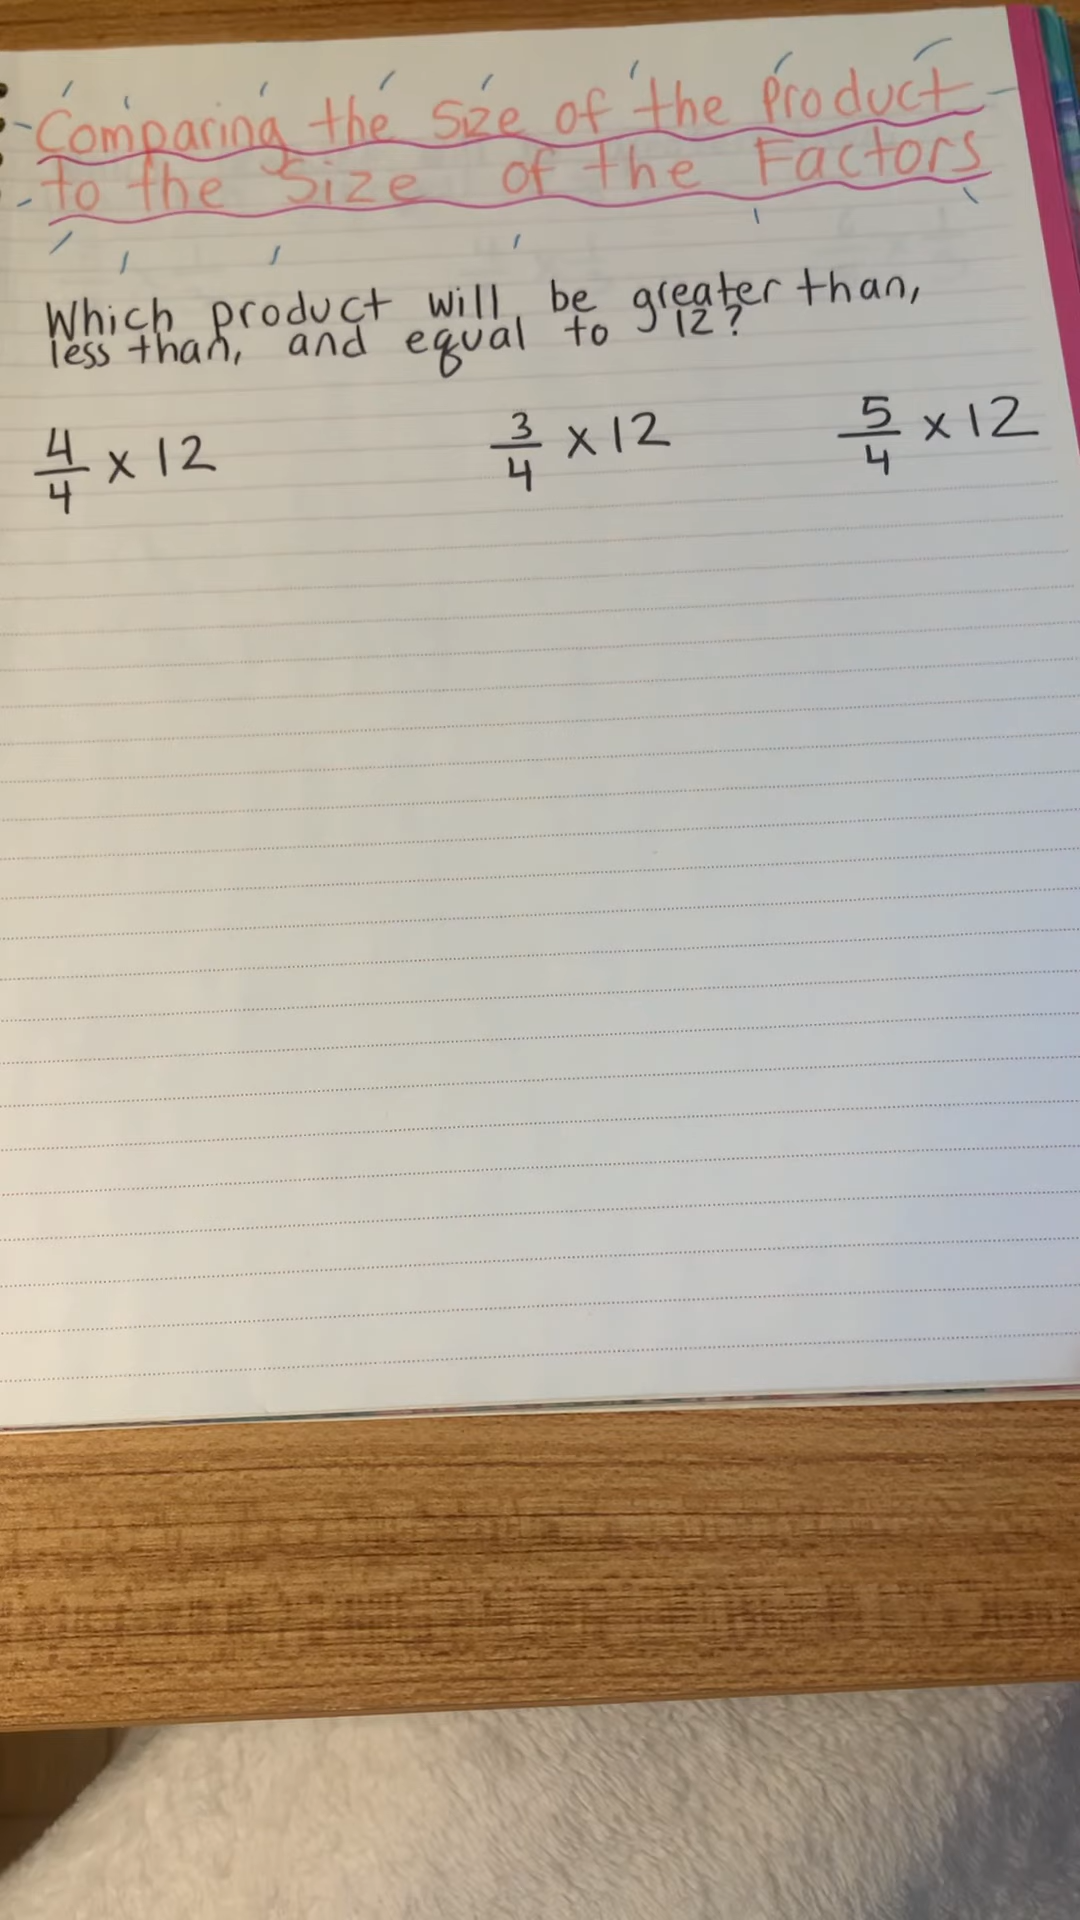 Comparing the Size of the Product
to the Size of the Factors
Which product will be greater than,
less than, and equal to 12?
4/4 x 12 3/4 x 12 5/4 x 12